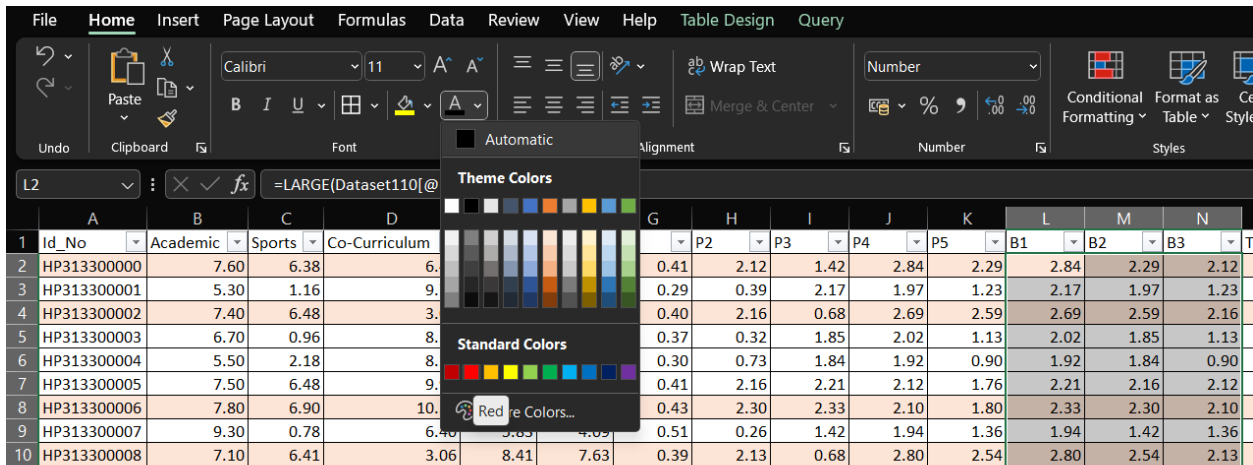 File Home Insert Page Layout Formulas Data Review View Help Table Design Query
Calibri 11 A A ab Wrap Text Number
Paste B I U A Merge & Center % 9 .00 Conditional Formatting Format as Table
Undo Clipboard Font Alignment Number Styles
Automatic
L2 fx =LARGE(Dataset110[@
Theme Colors
Standard Colors
Red re Colors...
A B C D G H I J K L M N
1 Id_No Academic Sports Co-Curriculum P2 P3 P4 P5 B1 B2 B3
2 HP313300000 7.60 6.38 6. 0.41 2.12 1.42 2.84 2.29 2.84 2.29 2.12
3 HP313300001 5.30 1.16 9. 0.29 0.39 2.17 1.97 1.23 2.17 1.97 1.23
4 HP313300002 7.40 6.48 3. 0.40 2.16 0.68 2.69 2.59 2.69 2.59 2.16
5 HP313300003 6.70 0.96 8. 0.37 0.32 1.85 2.02 1.13 2.02 1.85 1.13
6 HP313300004 5.50 2.18 8. 0.30 0.73 1.84 1.92 0.90 1.92 1.84 0.90
7 HP313300005 7.50 6.48 9. 0.41 2.16 2.21 2.12 1.76 2.21 2.16 2.12
8 HP313300006 7.80 6.90 10. 0.43 2.30 2.33 2.10 1.80 2.33 2.30 2.10
9 HP313300007 9.30 0.78 0.51 0.26 1.42 1.94 1.36 1.94 1.42 1.36
10 HP313300008 7.10 6.41 3.06 8.41 7.63 0.39 2.13 0.68 2.80 2.54 2.80 2.54 2.13